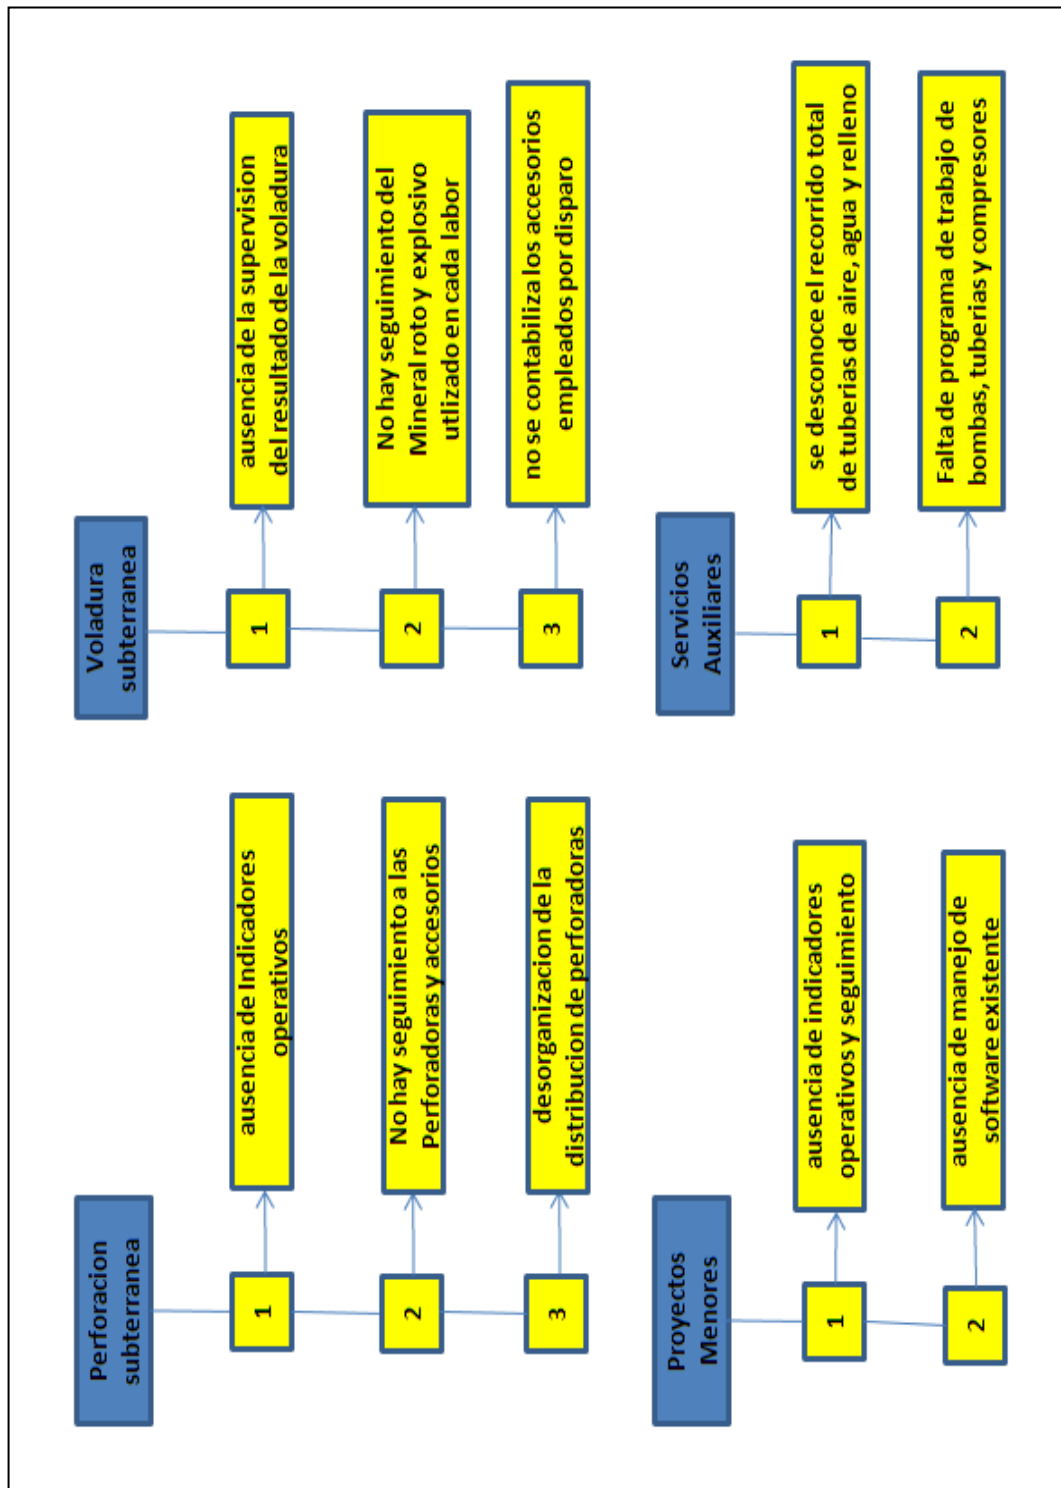 Perforacion
subterranea
1
ausencia de Indicadores
operativos
2
No hay seguimiento a las
Perforadoras y accesorios
3
desorganizacion de la
distribucion de perforadoras
Voladura
subterranea
1
ausencia de la supervision
del resultado de la voladura
2
No hay seguimiento del
Mineral roto y explosivo
utlizado en cada labor
3
no se contabiliza los accesorios
empleados por disparo
Proyectos
Menores
1
ausencia de indicadores
operativos y seguimiento
2
ausencia de manejo de
software existente
Servicios
Auxiliares
1
se desconoce el recorrido total
de tuberias de aire, agua y relleno
2
Falta de programa de trabajo de
bombas, tuberias y compresores